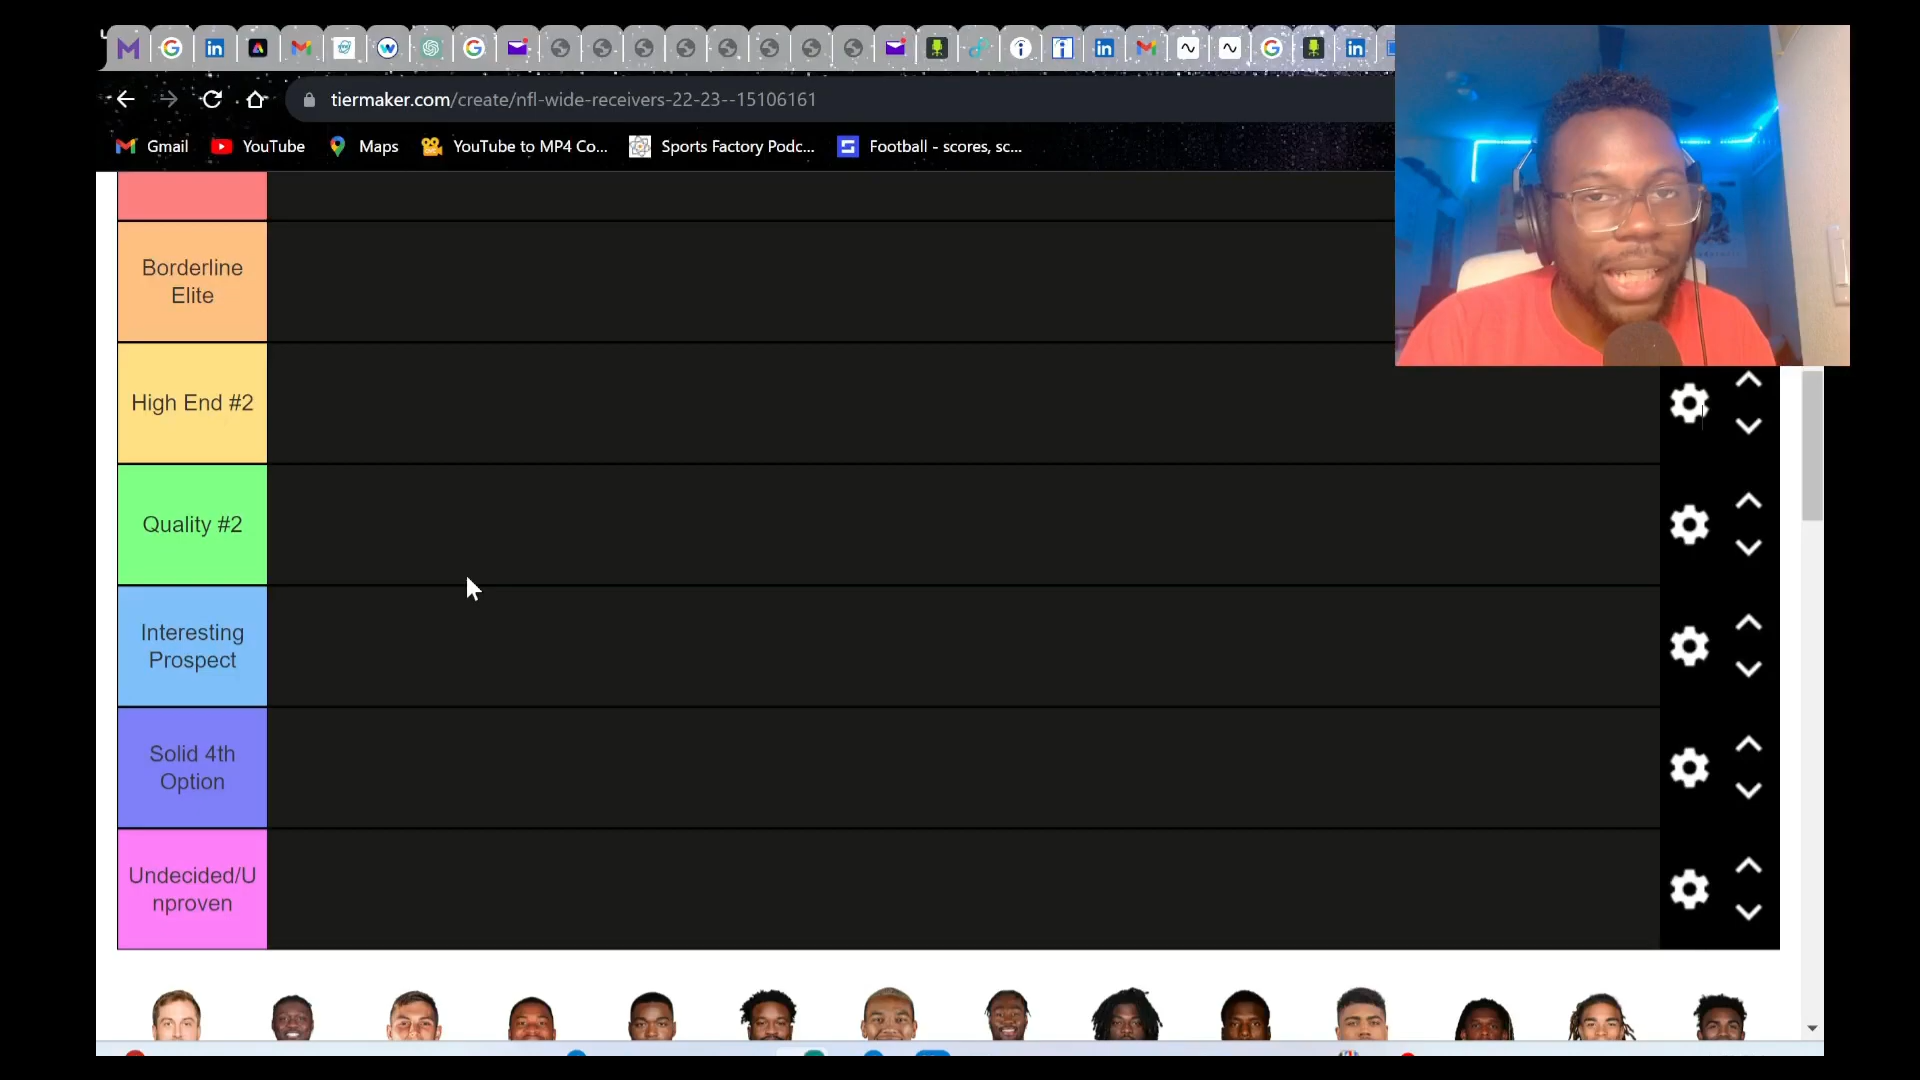 tiermaker.com/create/nfl-wide-receivers-22-23--15106161
Gmail
YouTube
Maps
YouTube to MP4 Co...
Sports Factory Podc...
Football - scores, sc...
Borderline
Elite
High End #2
Quality #2
Interesting
Prospect
Solid 4th
Option
Undecided/U
nproven